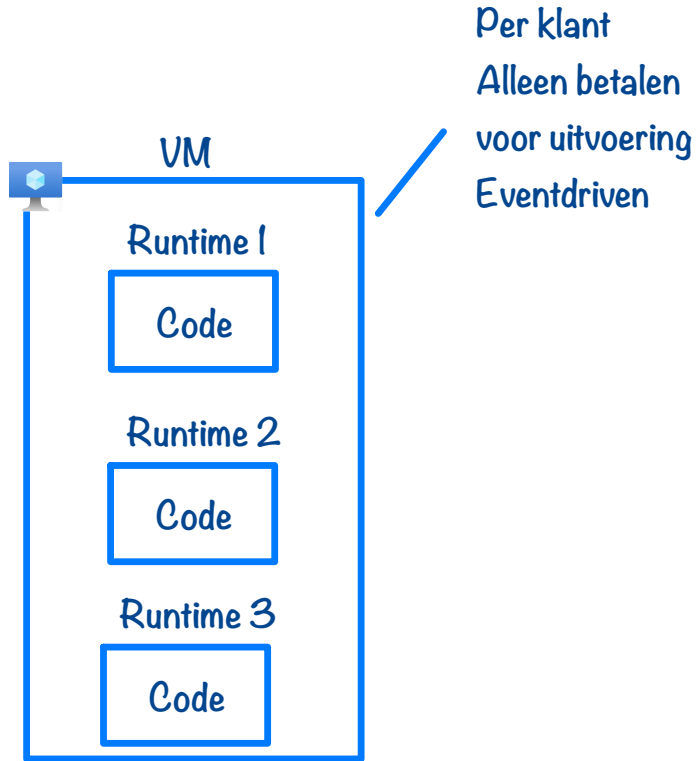 Per klant
Alleen betalen
voor uitvoering
Eventdriven
VM
Runtime 1
Code
Runtime 2
Code
Runtime 3
Code